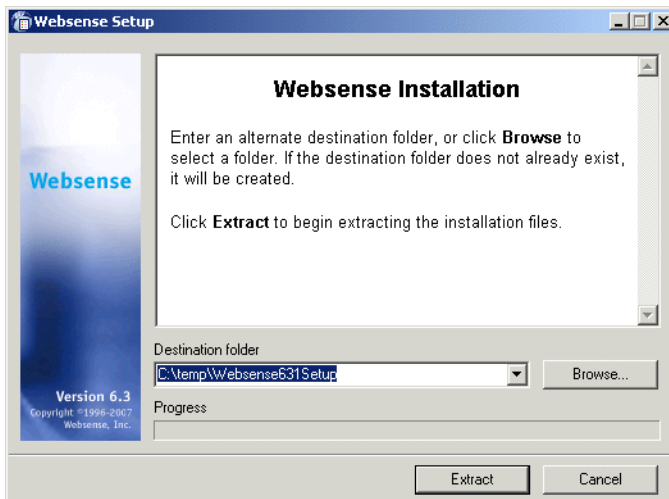 Websense Setup
Websense Installation
Enter an alternate destination folder, or click Browse to
select a folder. If the destination folder does not already exist,
it will be created.
Click Extract to begin extracting the installation files.
Websense
Destination folder
C:\temp\Websense631Setup
Browse...
Version 6.3
Copyright ©1996-2007
Websense, Inc.
Progress
Extract
Cancel